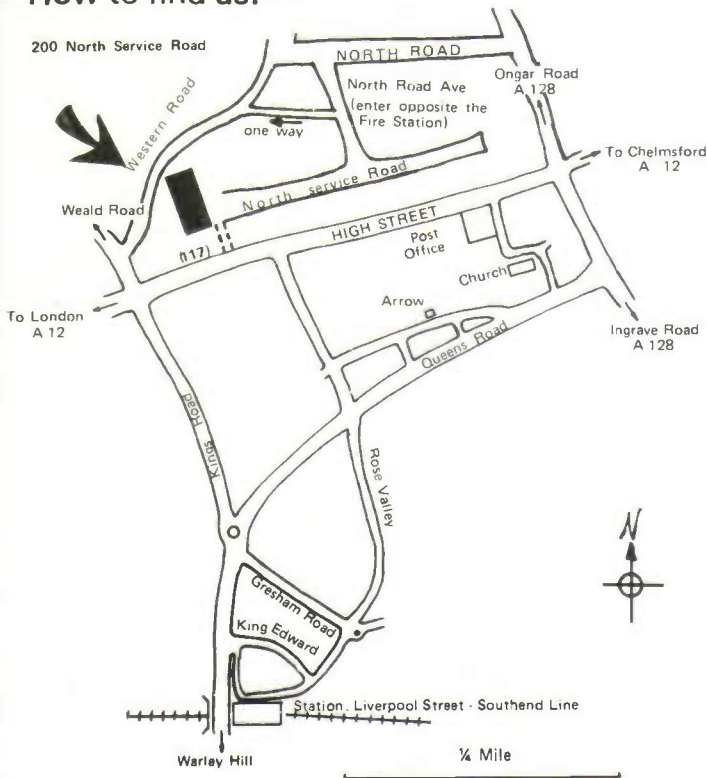 How to find us:
200 North Service Road
NORTH ROAD
Western Road
North Road Ave
(enter opposite the
Fire Station)
Ongar Road
A 128
one way
To Chelmsford
A 12
North service Road
Weald Road
HIGH STREET
Post
Office
(117)
Church
Arrow
To London
A 12
Ingrave Road
A 128
Queens Road
Kings Road
Rose Valley
N
Gresham Road
King Edward
Station. Liverpool Street - Southend Line
Warley Hill
¼ Mile